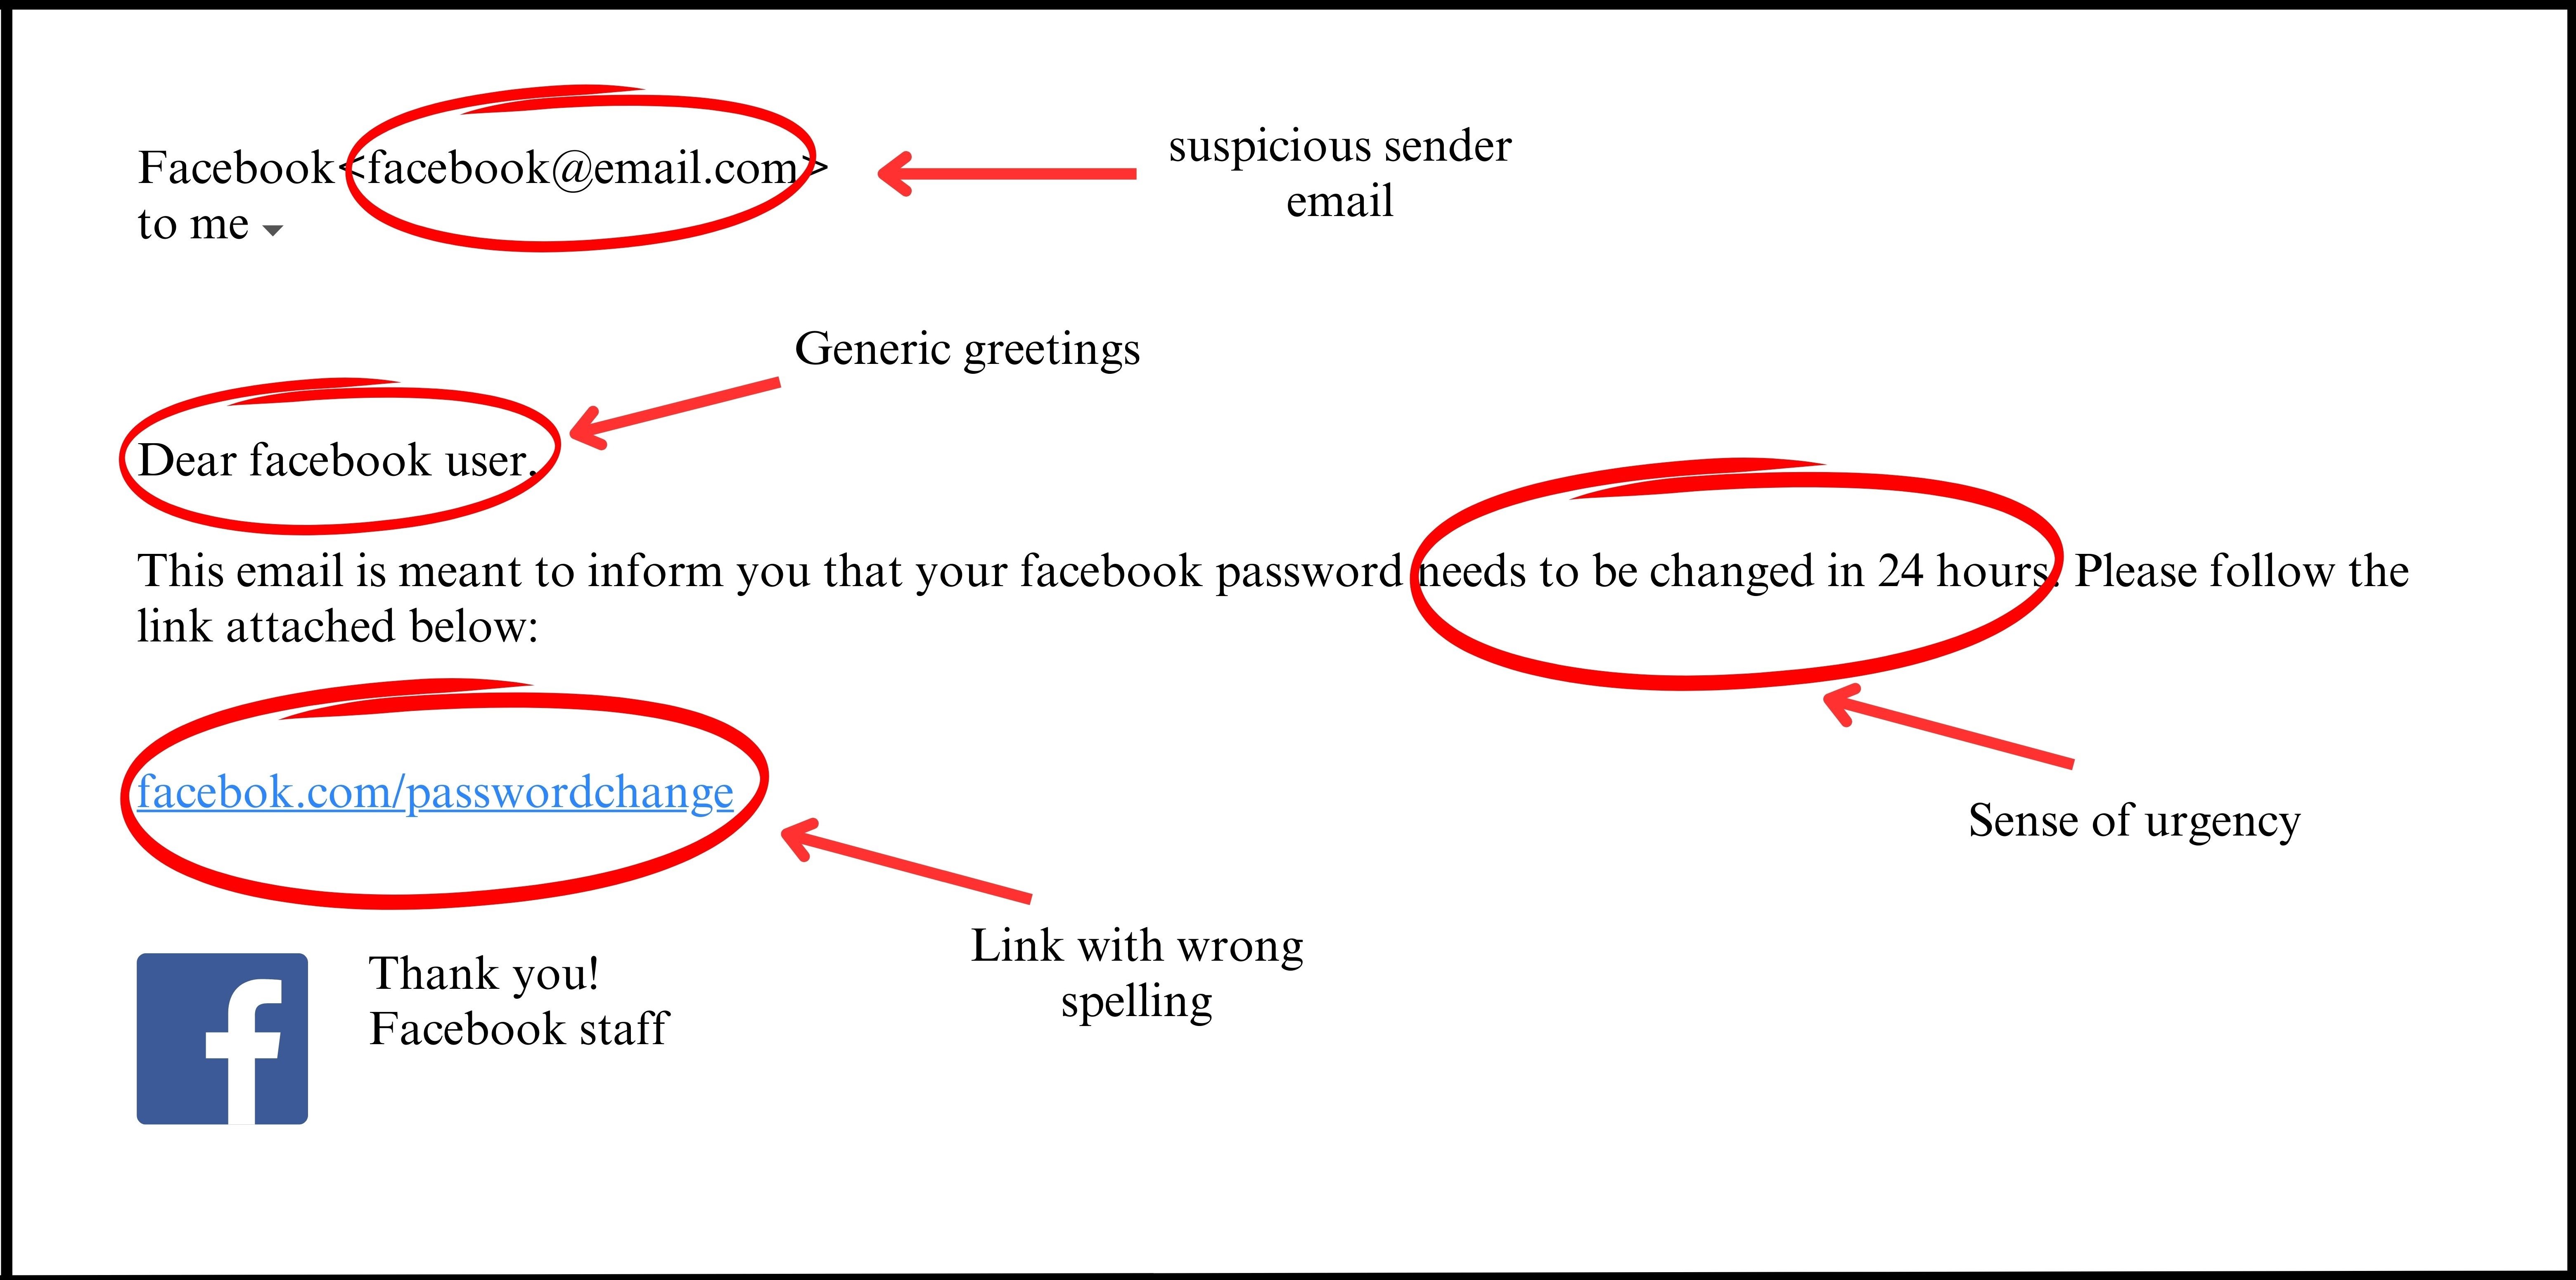 Facebook<facebook@email.com>
to me
suspicious sender
email
Generic greetings
Dear facebook user,
This email is meant to inform you that your facebook password needs to be changed in 24 hours. Please follow the
link attached below:
facebok.com/passwordchange
Sense of urgency
Link with wrong
spelling
f
Thank you!
Facebook staff